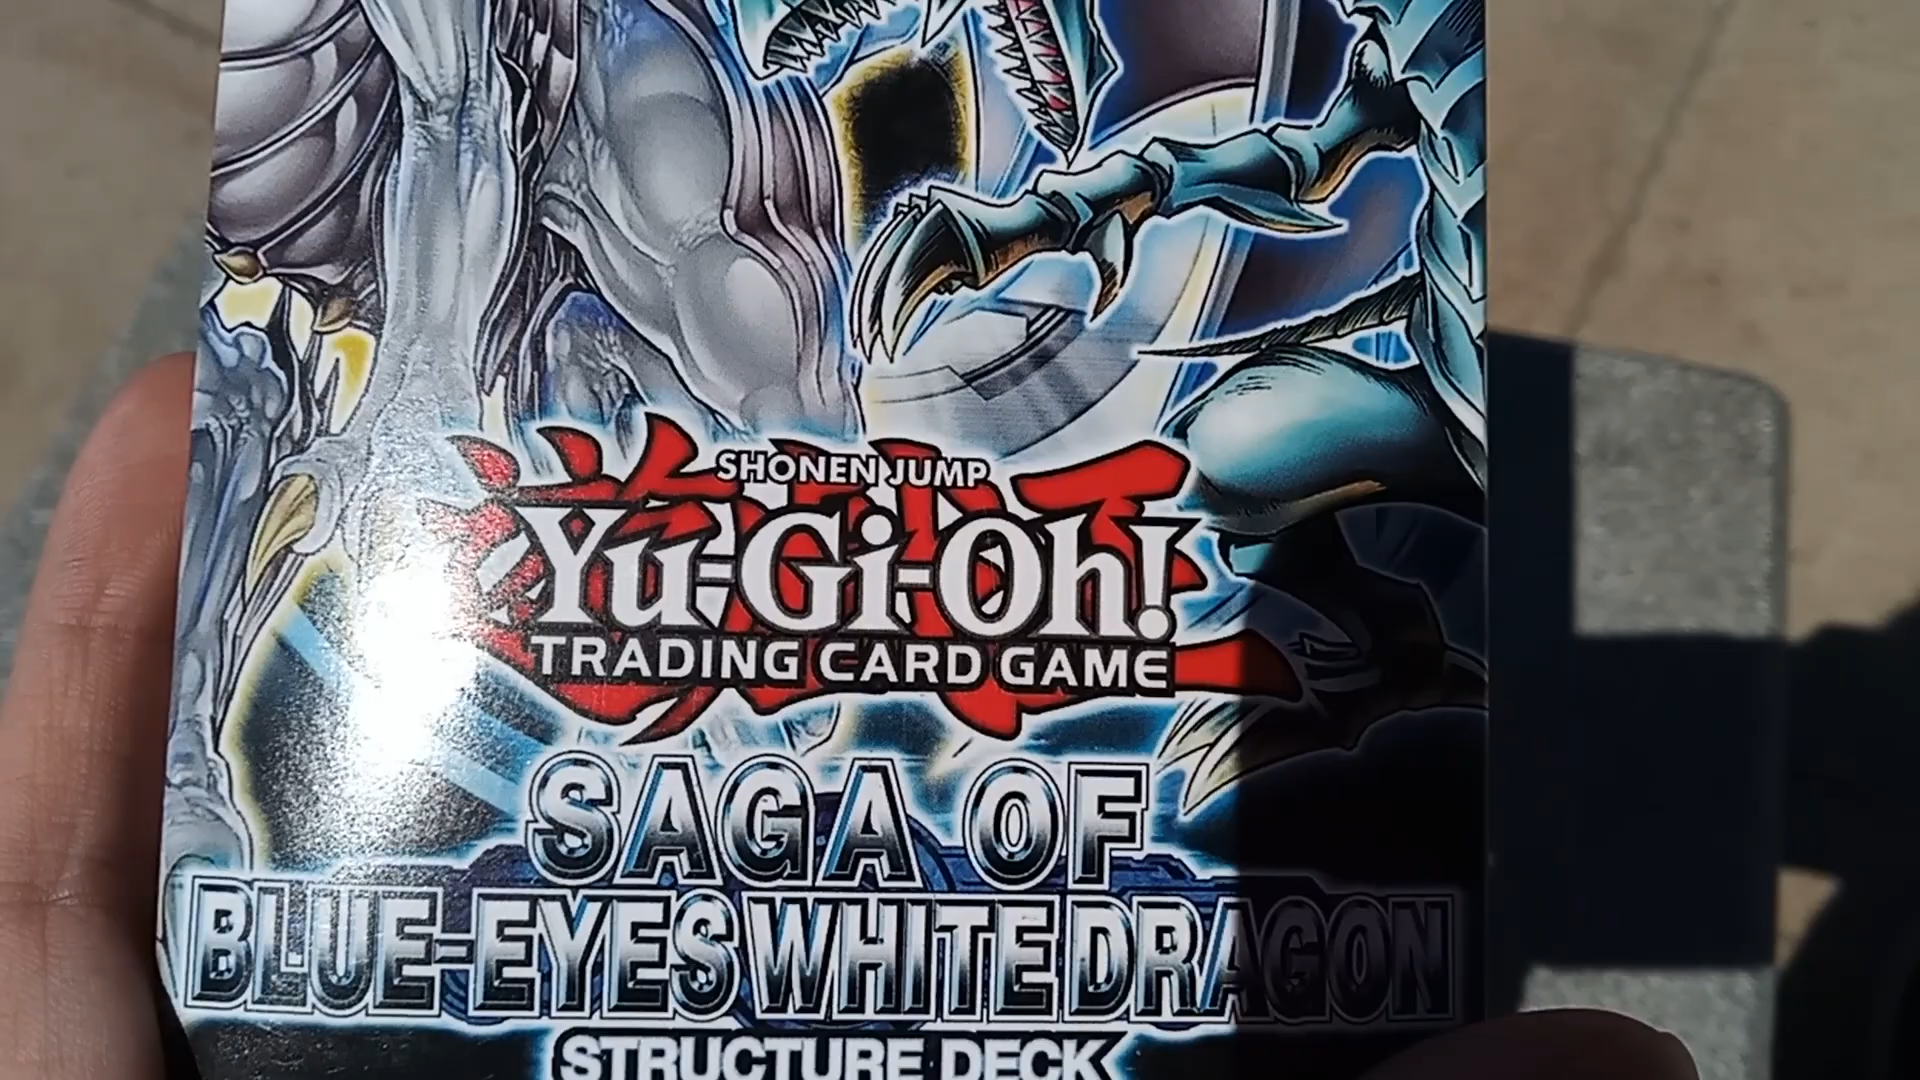 SHONEN JUMP
Yu-Gi-Oh!
TRADING CARD GAME
SAGA OF
BLUE-EYES WHITE DRAGON
STRUCTURE DECK